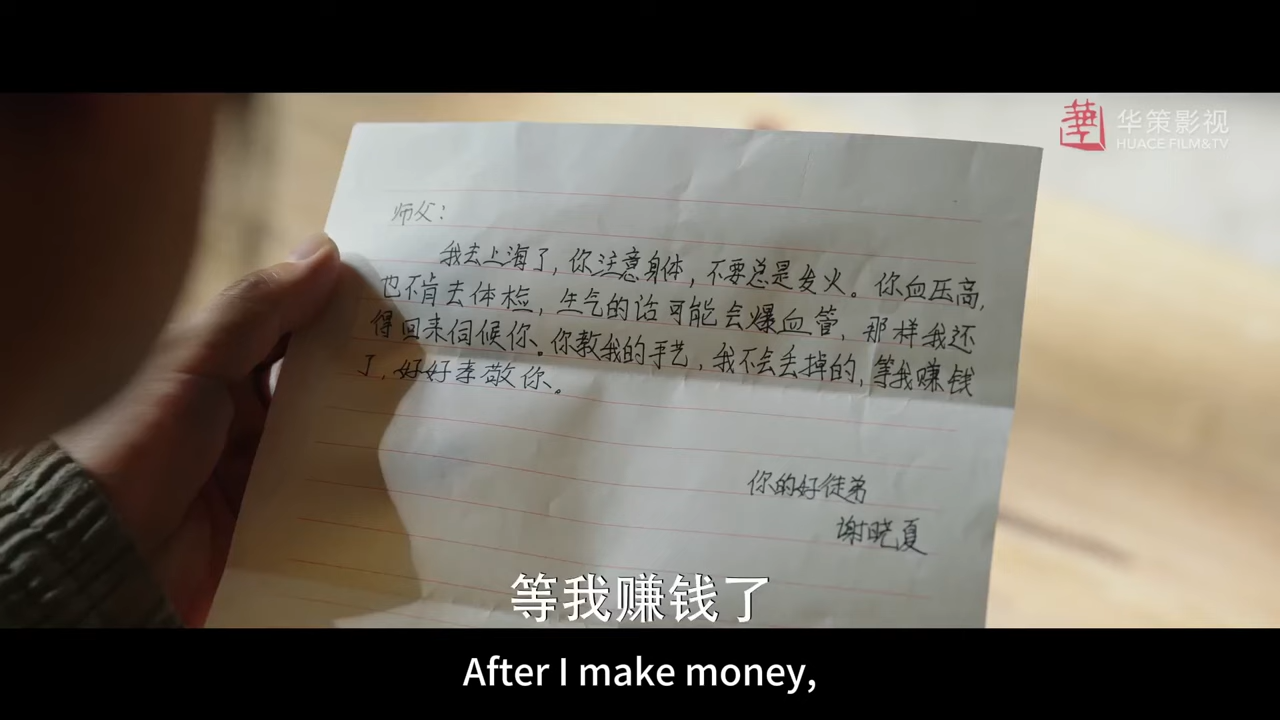 華
华策影视
HUACE FILM&TV
师父：
我去上海了，你注意身体，不要总是发火。你血压高，
也不肯去体检，生气的话可能会爆血管，那样我还
得回来伺候你。你教我的手艺，我不会丢掉的，等我赚钱
了，好好孝敬你。
你的好徒弟
谢晓夏
等我赚钱了
After I make money,